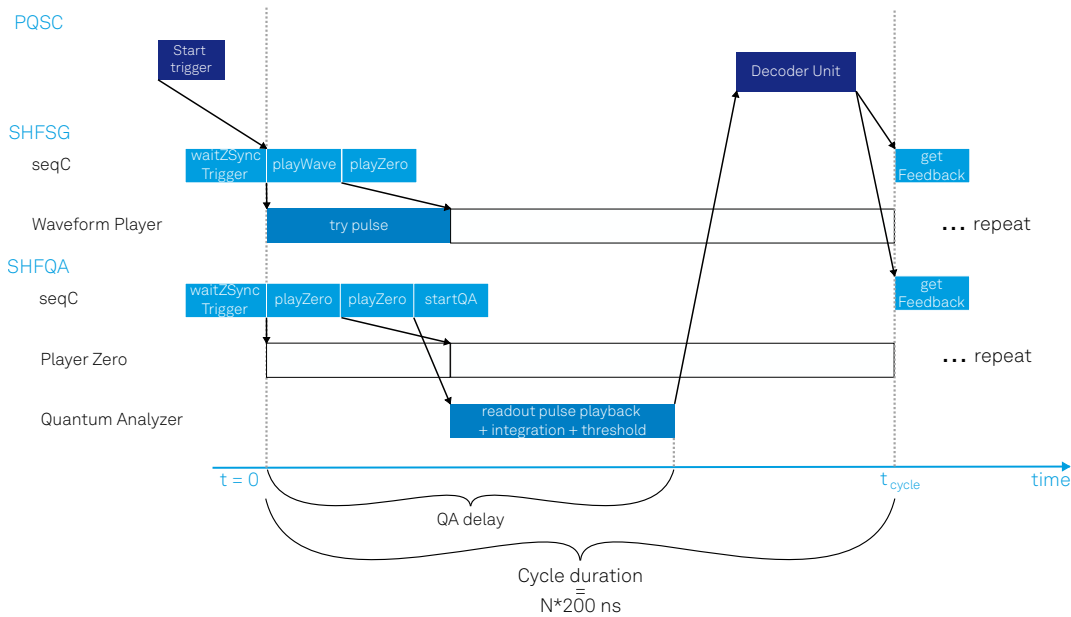 PQSC
Start
trigger
Decoder Unit
SHFSG
seqC
waitZSync
Trigger
playWave
playZero
get
Feedback
Waveform Player
try pulse
... repeat
SHFQA
seqC
waitZSync
Trigger
playZero
playZero
startQA
get
Feedback
Player Zero
... repeat
Quantum Analyzer
readout pulse playback
+ integration + threshold
t = 0
tcycle
time
QA delay
Cycle duration
=
N*200 ns